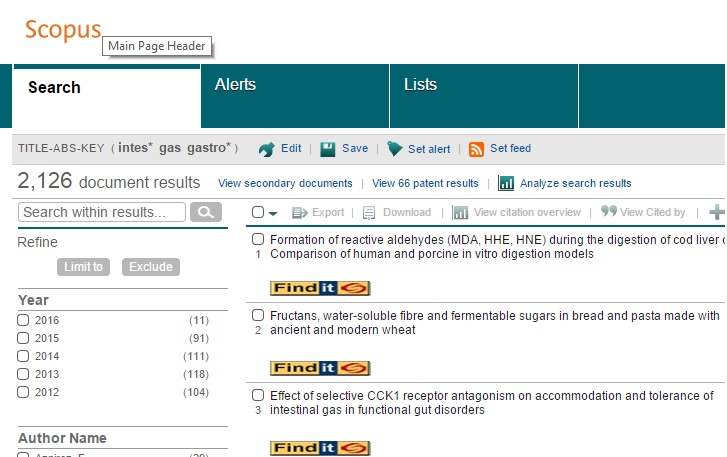 Scopus
Main Page Header
Search
Alerts
Lists
TITLE-ABS-KEY ( intes* gas gastro* ) Edit | Save | Set alert | Set feed
2,126 document results View secondary documents | View 66 patent results | Analyze search results
Search within results...
Export | Download | View citation overview | View Cited by |
Refine
Limit to Exclude
Year
2016 (11)
2015 (91)
2014 (111)
2013 (118)
2012 (104)
Author Name
1 Formation of reactive aldehydes (MDA, HHE, HNE) during the digestion of cod liver
Comparison of human and porcine in vitro digestion models
Find it S
2 Fructans, water-soluble fibre and fermentable sugars in bread and pasta made with
ancient and modern wheat
Find it S
3 Effect of selective CCK1 receptor antagonism on accommodation and tolerance of
intestinal gas in functional gut disorders
Find it S